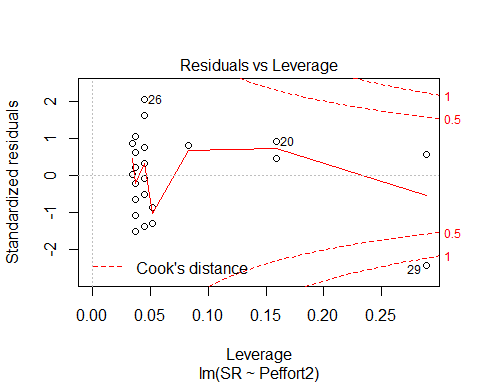 Residuals vs Leverage
Standardized residuals
2
1
0
-1
-2
26
20
29
1
0.5
0.5
1
Cook's distance
0.00 0.05 0.10 0.15 0.20 0.25
Leverage
lm(SR ~ Peffort2)